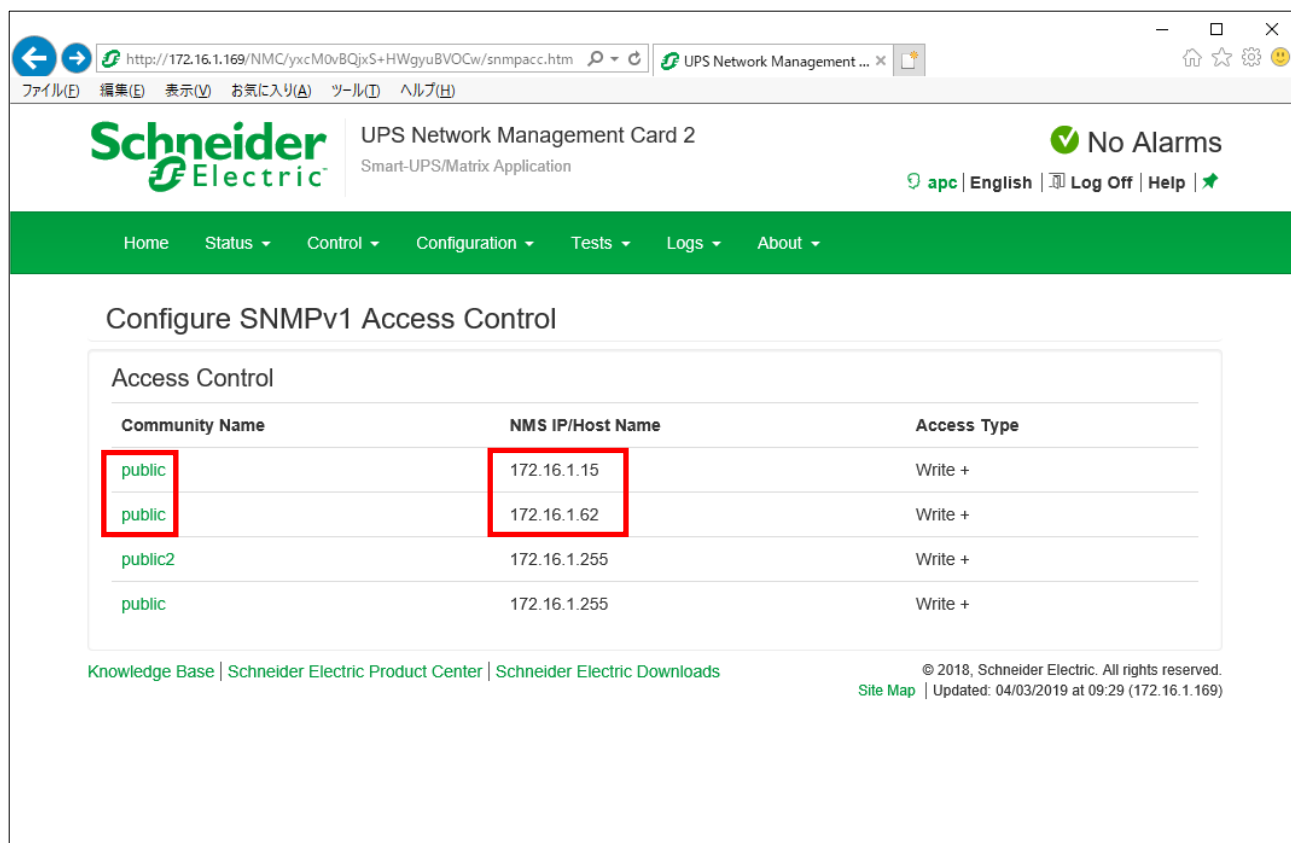 http://172.16.1.169/NMC/yxcM0vBQjxS+HWgyuBVOCw/snmpacc.htm
UPS Network Management ...
ファイル(F) 編集(E) 表示(V) お気に入り(A) ツール(T) ヘルプ(H)
Schneider Electric
UPS Network Management Card 2
Smart-UPS/Matrix Application
No Alarms
apc | English | Log Off | Help |
Home Status Control Configuration Tests Logs About
Configure SNMPv1 Access Control
Access Control
Community Name NMS IP/Host Name Access Type
public 172.16.1.15 Write +
public 172.16.1.62 Write +
public2 172.16.1.255 Write +
public 172.16.1.255 Write +
Knowledge Base | Schneider Electric Product Center | Schneider Electric Downloads
© 2018, Schneider Electric. All rights reserved.
Site Map | Updated: 04/03/2019 at 09:29 (172.16.1.169)